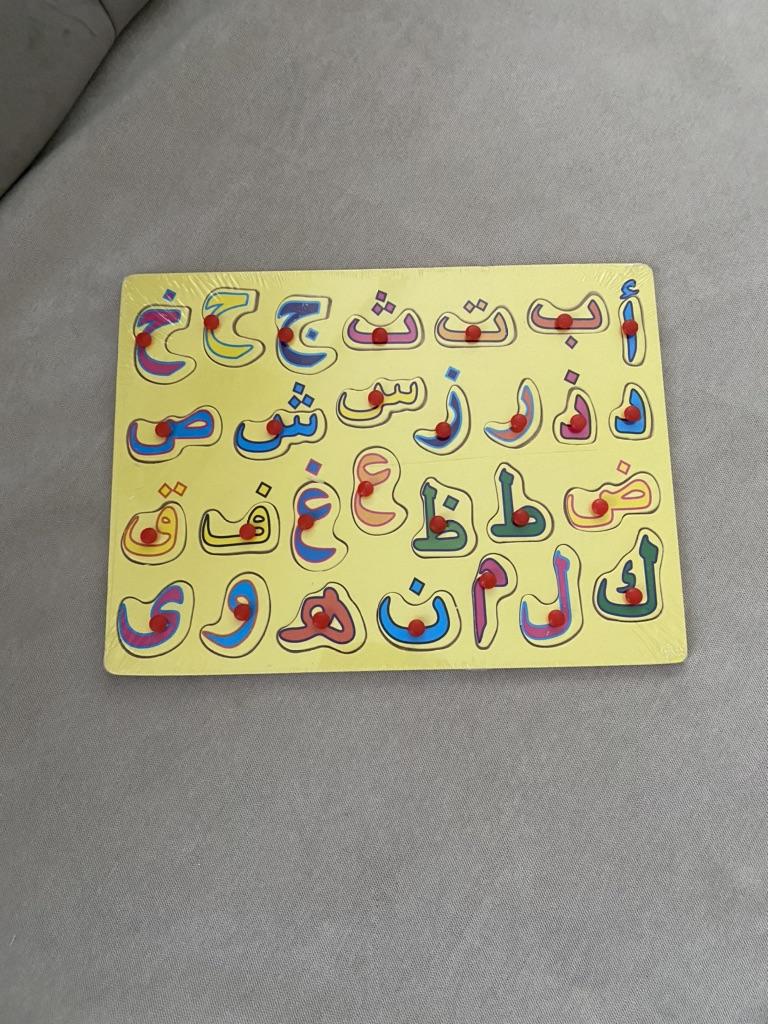 أ ب ت ث ج ح خ
د ذ ر ز س ش ص
ض ط ظ ع غ ف ق
ك ل م ن ه و ى